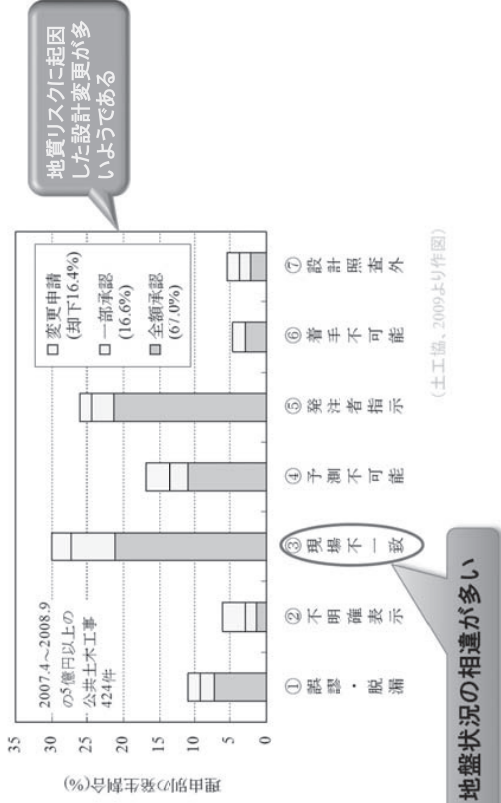 地質リスクに起因
した設計変更が多
いようである
理由別の発生割合(%)
35
30
25
20
15
10
5
0
2007.4～2008.9
の5億円以上の
公共土木工事
424件
変更申請
(却下16.4%)
一部承認
(16.6%)
全額承認
(67.0%)
①誤謬・脱漏
②不明確表示
③現場不一致
④予測不可能
⑤発注者指示
⑥着手不可能
⑦設計照査外
(土工協、2009より作図)
地盤状況の相違が多い